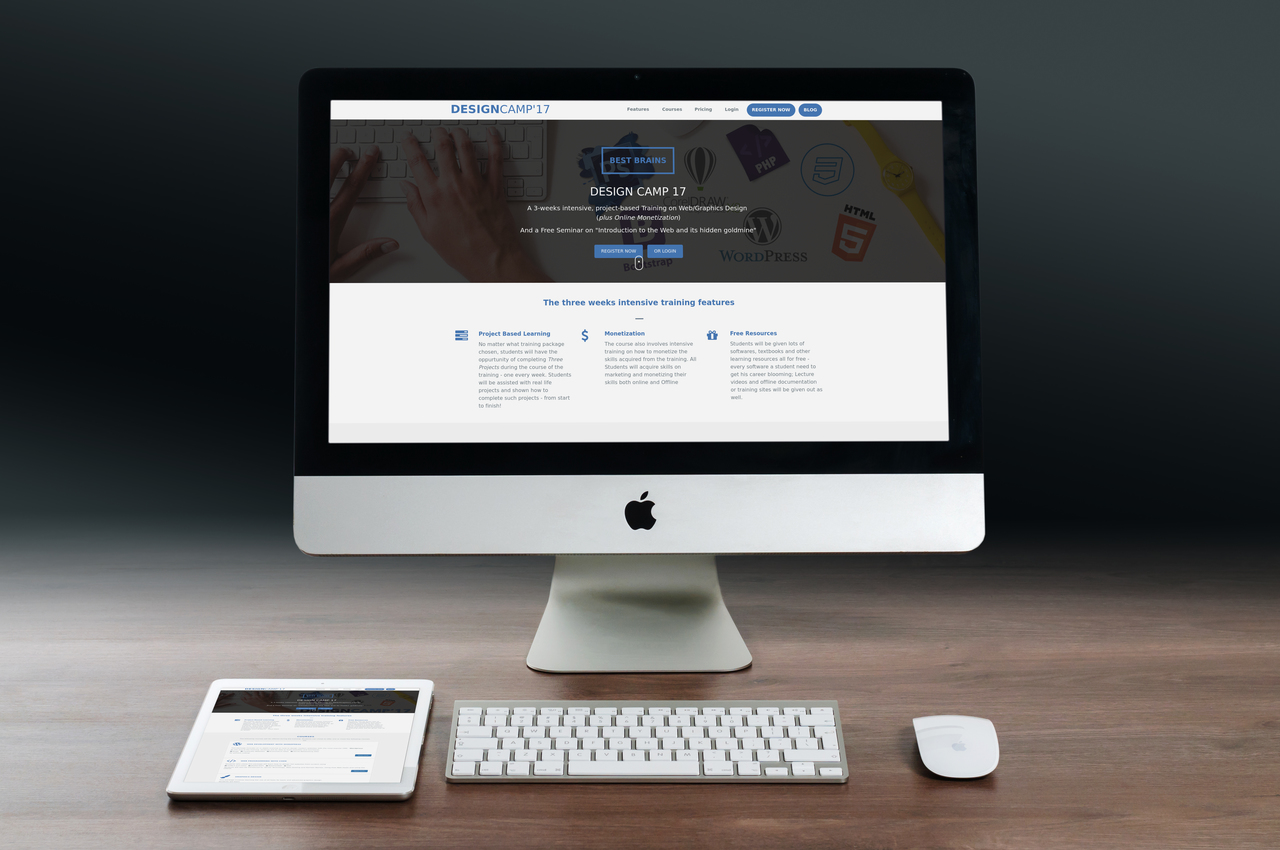 DESIGNCAMP'17
Features Courses Pricing Login REGISTER NOW BLOG
BEST BRAINS
PHP
DRAW
HTML
5
WORDPRESS
Bootstrap
DESIGN CAMP 17
A 3-weeks intensive, project-based Training on Web/Graphics Design
(plus Online Monetization)
And a Free Seminar on "Introduction to the Web and its hidden goldmine"
REGISTER NOW OR LOGIN
The three weeks intensive training features
Project Based Learning
No matter what training package
chosen, students will have the
oppurtunity of completing Three
Projects during the course of the
training - one every week. Students
will be assisted with real life
projects and shown how to
complete such projects - from start
to finish!
Monetization
The course also involves intensive
training on how to monetize the
skills acquired from the training. All
Students will acquire skills on
marketing and monetizing their
skills both online and Offline
Free Resources
Students will be given lots of
softwares, textbooks and other
learning resources all for free -
every software a student need to
get his career blooming; Lecture
videos and offline documentation
or training sites will be given out as
well.
DESIGNCAMP'17
The three weeks intensive training features